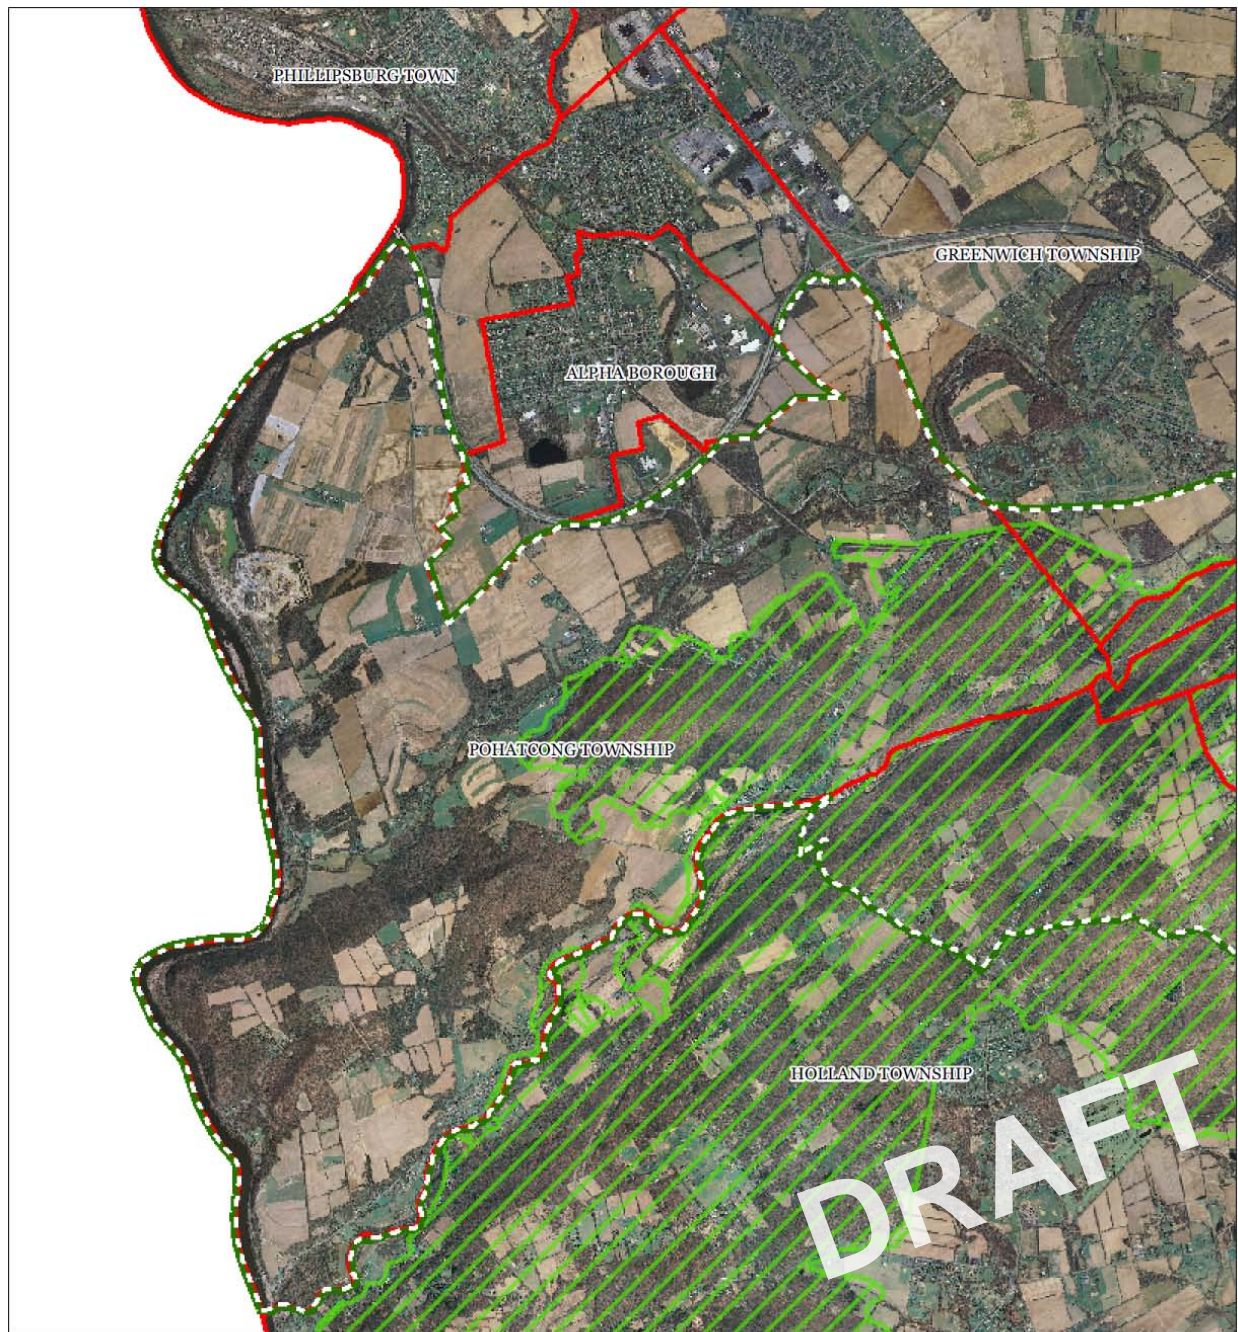 PHILLIPSBURG TOWN
GREENWICH TOWNSHIP
ALPHA BOROUGH
POHATCONG TOWNSHIP
HOLLAND TOWNSHIP
DRAFT